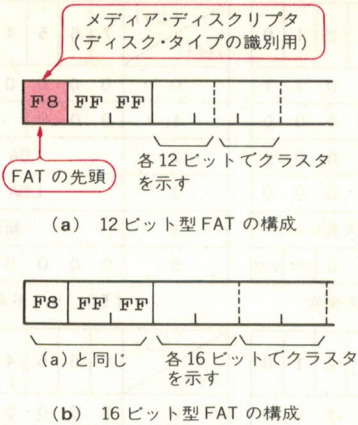 メディア・ディスクリプタ
(ディスク・タイプの識別用)
F8 FF FF
FATの先頭
各12ビットでクラスタ
を示す
(a) 12ビット型FATの構成
F8 FF FF
(a)と同じ
各16ビットでクラスタ
を示す
(b) 16ビット型FATの構成